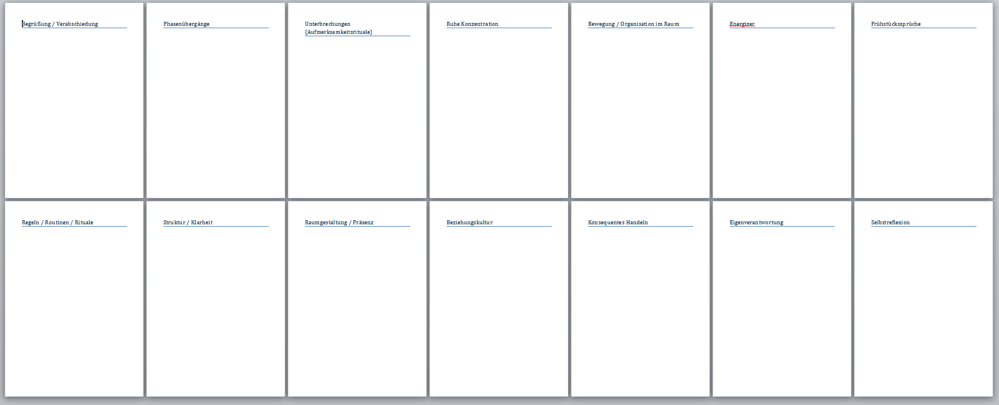 Begrüßung / Verabschiedung
Phasenübergänge
Unterbrechungen
(Aufmerksamkeitsrituale)
Ruhe Konzentration
Bewegung / Organisation im Raum
Energizer
Frühstückssprüche
Regeln / Routinen / Rituale
Struktur / Klarheit
Raumgestaltung / Präsenz
Beziehungskultur
Konsequentes Handeln
Eigenverantwortung
Selbstreflexion